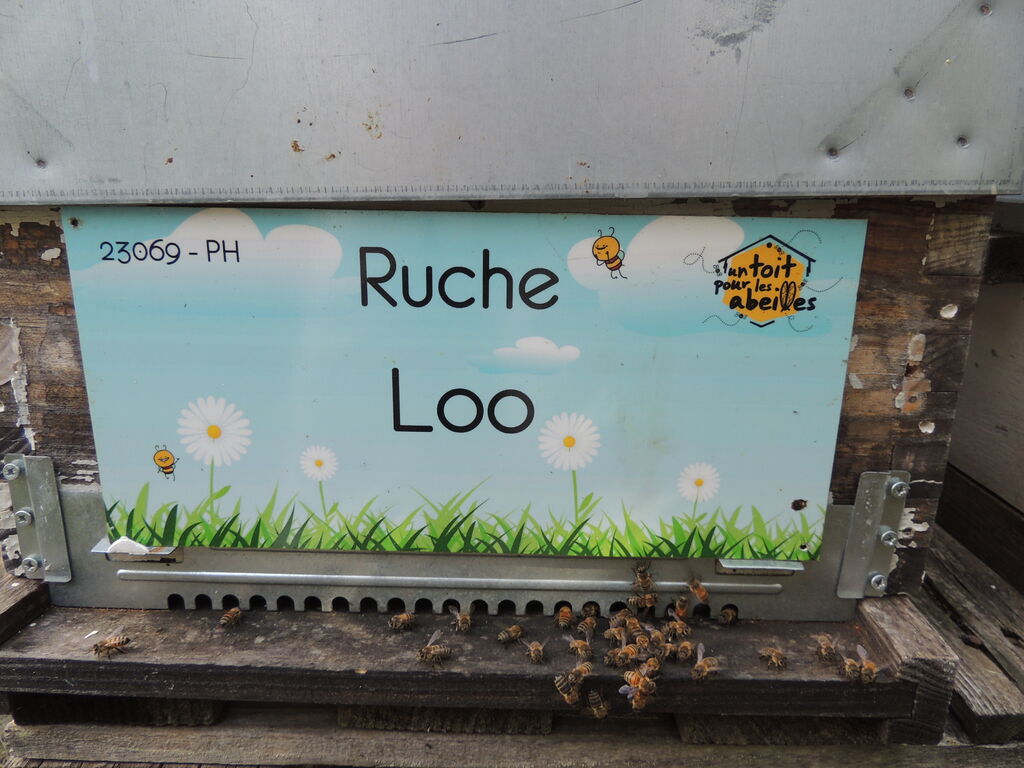 23069 - PH
Ruche
Loo
un toit
pour les
abeilles